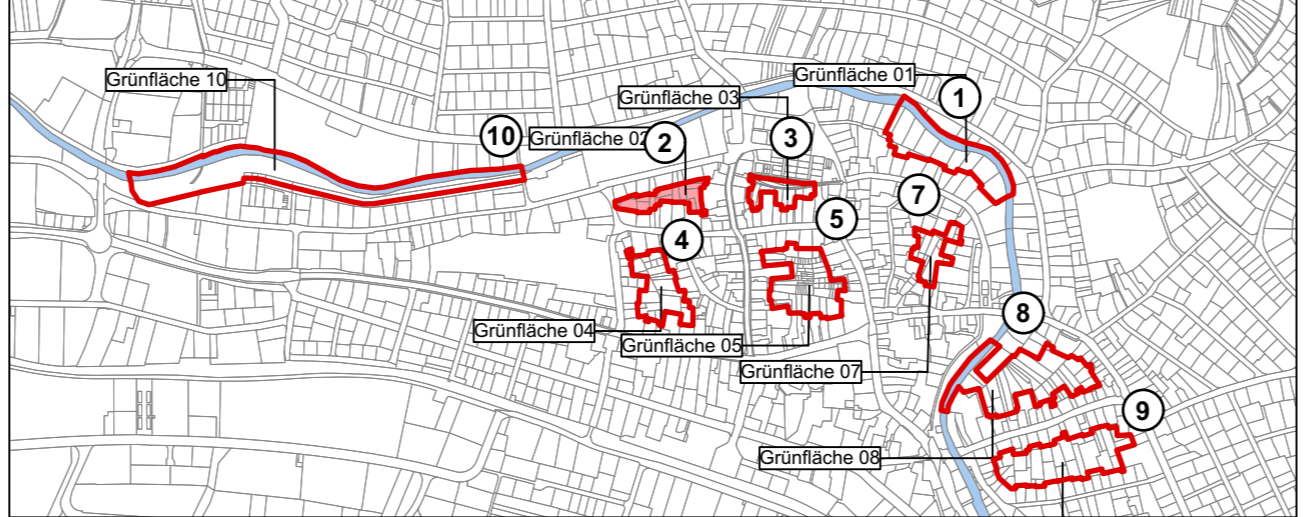 Grünfläche 01
Grünfläche 10
1
Grünfläche 03
10
Grünfläche 02
2
3
7
5
4
8
Grünfläche 04
Grünfläche 05
Grünfläche 07
9
Grünfläche 08